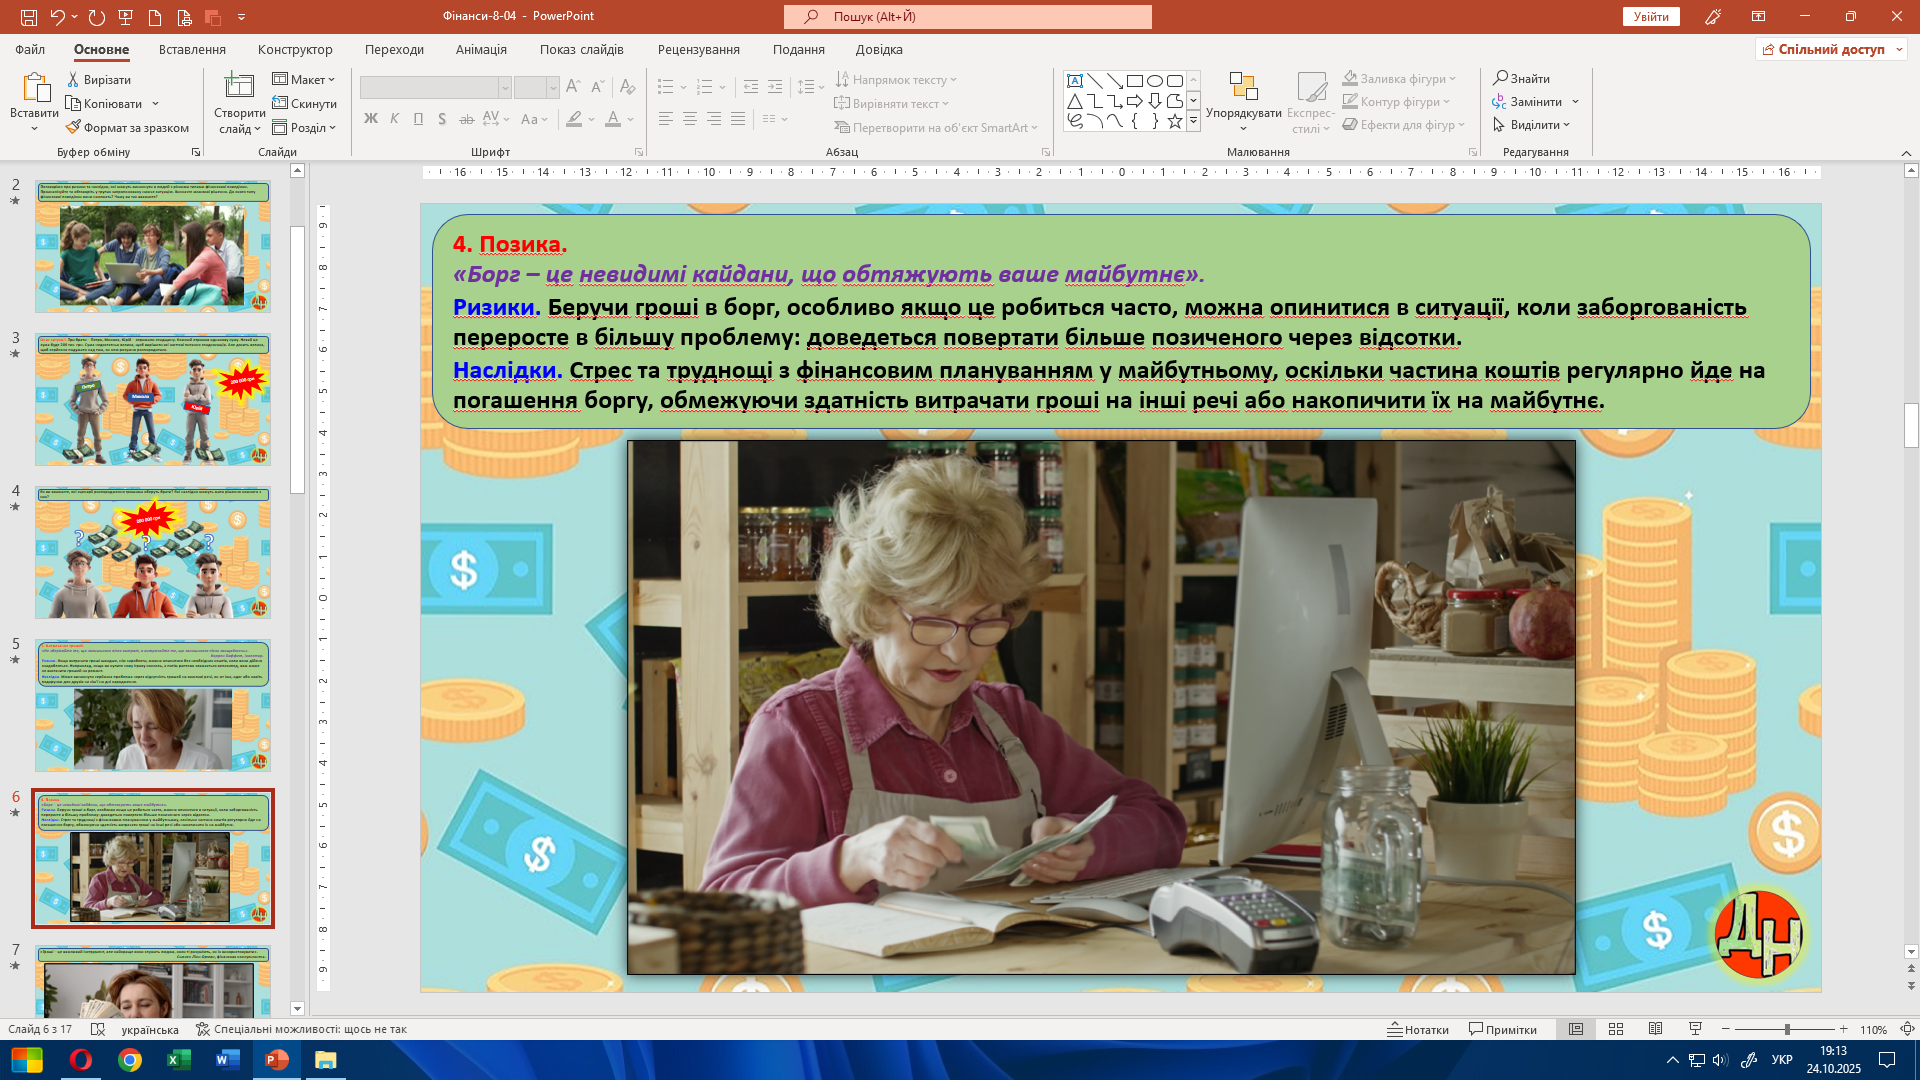 Фінанси-8-04 - PowerPoint
Пошук (Alt+Й)
Увійти
Файл
Основне
Вставлення
Конструктор
Переходи
Анімація
Показ слайдів
Рецензування
Подання
Довідка
Спільний доступ
Вставити
Вирізати
Копіювати
Формат за зразком
Буфер обміну
Створити слайд
Макет
Скинути
Розділ
Слайди
Шрифт
Напрямок тексту
Вирівняти текст
Перетворити на об'єкт SmartArt
Абзац
Упорядкувати
Експрес-стилі
Заливка фігури
Контур фігури
Ефекти для фігур
Малювання
Знайти
Замінити
Виділити
Редагування
2
3
4
5
6
7
4. Позика.
«Борг – це невидимі кайдани, що обтяжують ваше майбутнє».
Ризики. Беручи гроші в борг, особливо якщо це робиться часто, можна опинитися в ситуації, коли заборгованість
переросте в більшу проблему: доведеться повертати більше позиченого через відсотки.
Наслідки. Стрес та труднощі з фінансовим плануванням у майбутньому, оскільки частина коштів регулярно йде на
погашення боргу, обмежуючи здатність витрачати гроші на інші речі або накопичити їх на майбутнє.
ДН
Слайд 6 з 17
українська
Спеціальні можливості: щось не так
Нотатки
Примітки
110%
УКР
19:13
24.10.2025